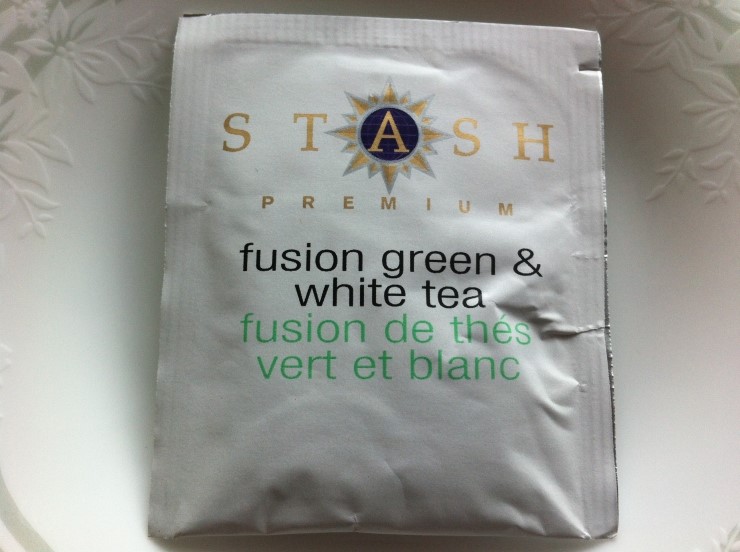 STASH
PREMIUM
fusion green &
white tea
fusion de thés
vert et blanc